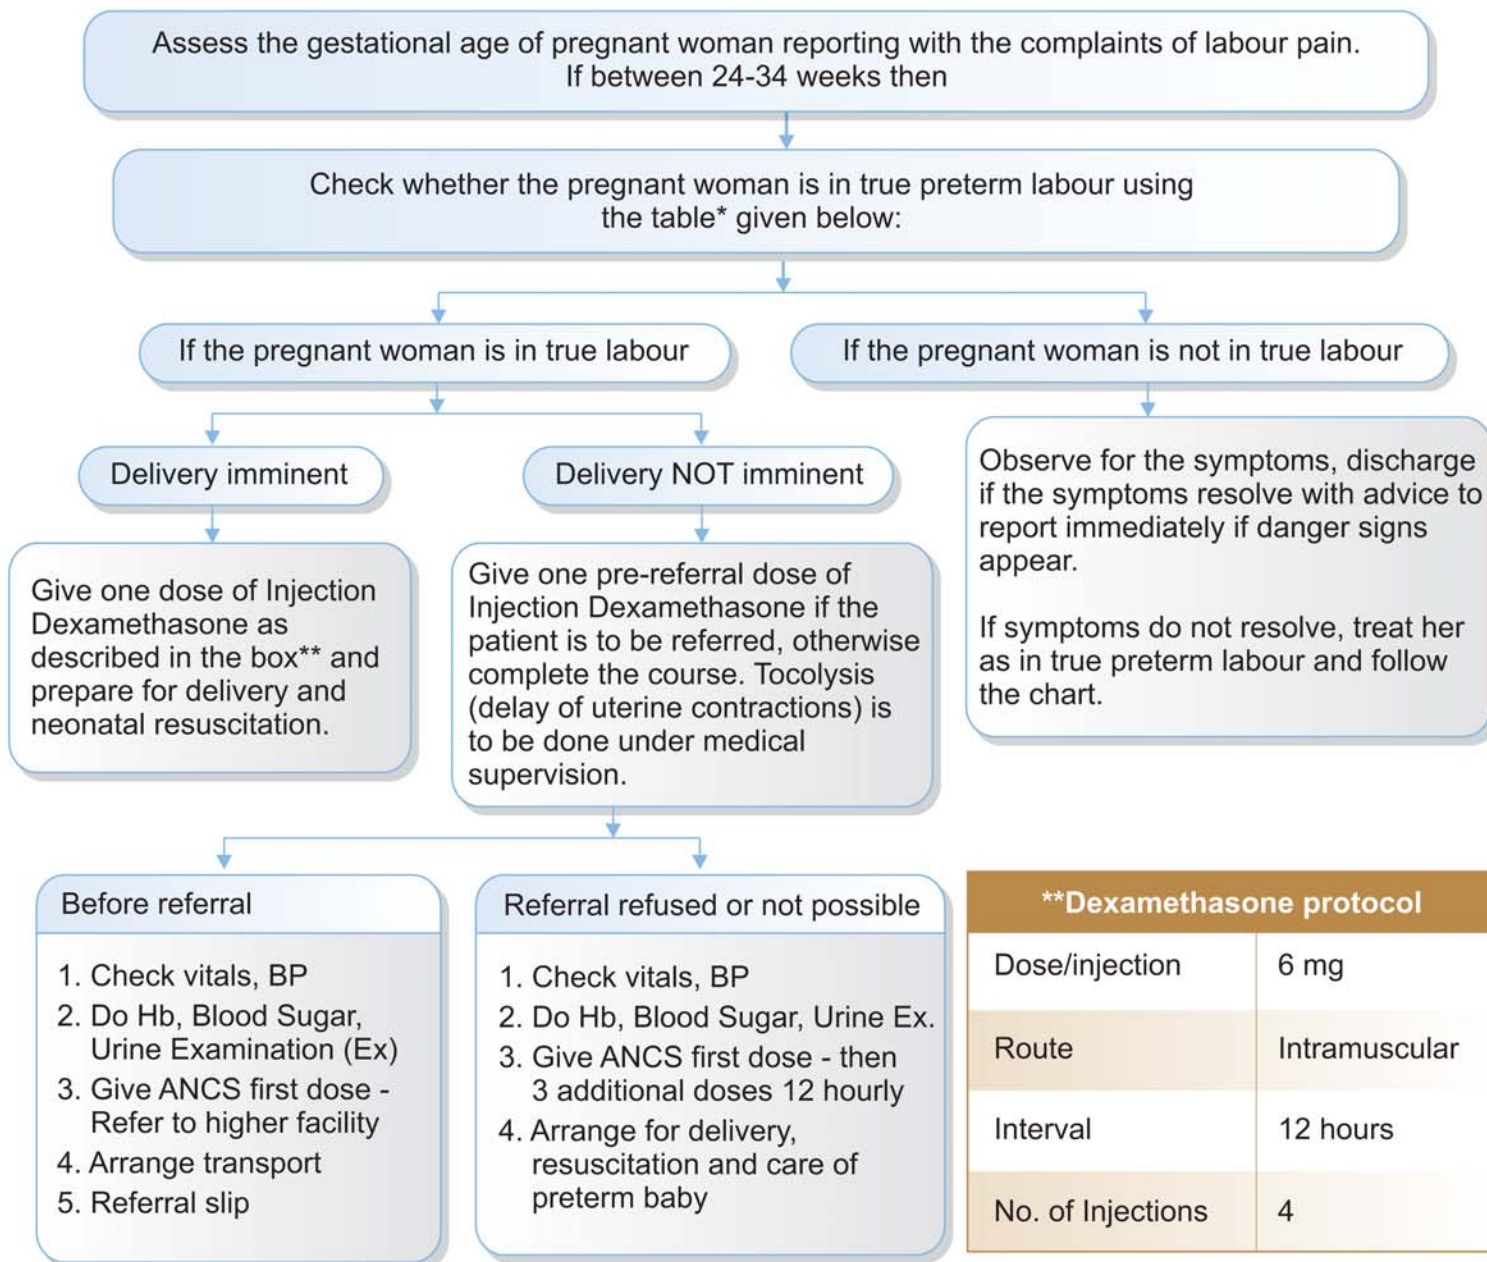 Assess the gestational age of pregnant woman reporting with the complaints of labour pain.
If between 24-34 weeks then
Check whether the pregnant woman is in true preterm labour using
the table* given below:
If the pregnant woman is in true labour
If the pregnant woman is not in true labour
Delivery imminent
Delivery NOT imminent
Observe for the symptoms, discharge
if the symptoms resolve with advice to
report immediately if danger signs
appear.
If symptoms do not resolve, treat her
as in true preterm labour and follow
the chart.
Give one dose of Injection
Dexamethasone as
described in the box** and
prepare for delivery and
neonatal resuscitation.
Give one pre-referral dose of
Injection Dexamethasone if the
patient is to be referred, otherwise
complete the course. Tocolysis
(delay of uterine contractions) is
to be done under medical
supervision.
Before referral
1. Check vitals, BP
2. Do Hb, Blood Sugar,
Urine Examination (Ex)
3. Give ANCS first dose -
Refer to higher facility
4. Arrange transport
5. Referral slip
Referral refused or not possible
1. Check vitals, BP
2. Do Hb, Blood Sugar, Urine Ex.
3. Give ANCS first dose - then
3 additional doses 12 hourly
4. Arrange for delivery,
resuscitation and care of
preterm baby
**Dexamethasone protocol
Dose/injection 6 mg
Route Intramuscular
Interval 12 hours
No. of Injections 4